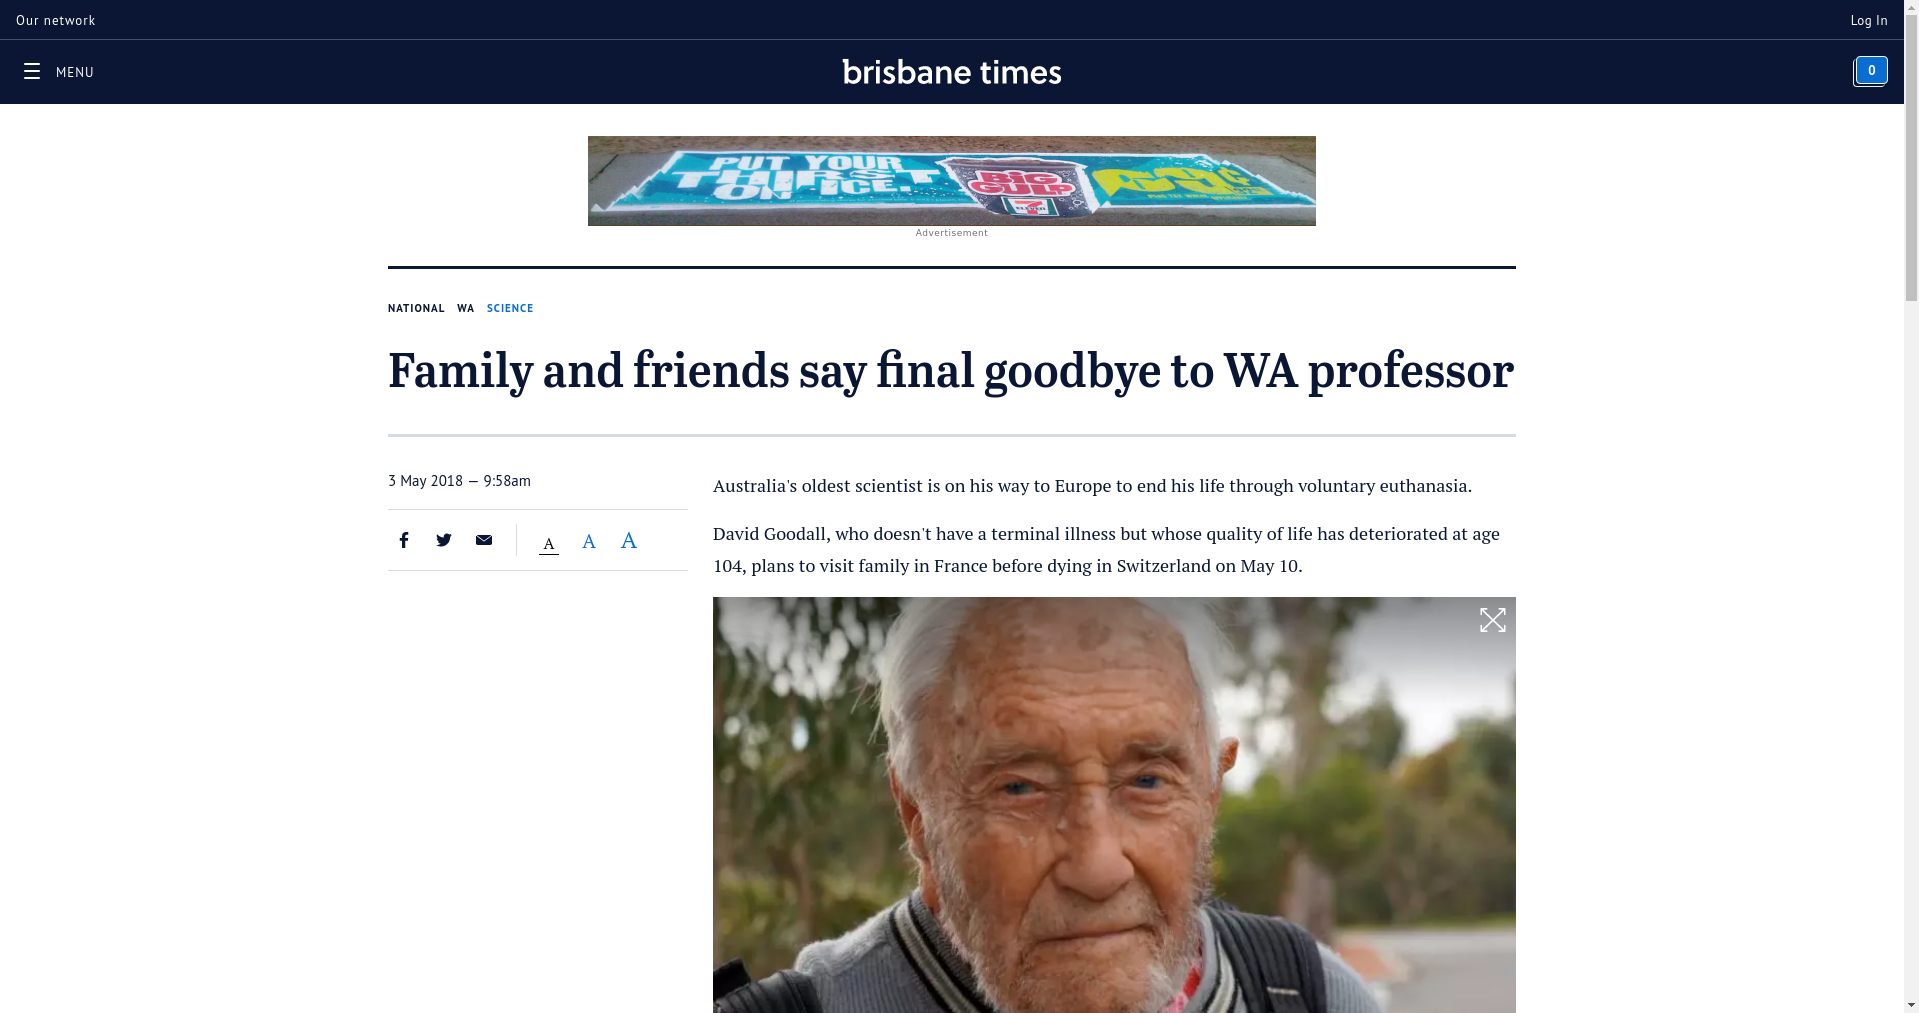 Our network
Log In
MENU
brisbane times
0
PUT YOUR
THIRST
ON ICE.
BIG
GULP
7
ELEVEN
Advertisement
NATIONAL WA SCIENCE
Family and friends say final goodbye to WA professor
3 May 2018 — 9:58am
A A A
Australia's oldest scientist is on his way to Europe to end his life through voluntary euthanasia.
David Goodall, who doesn't have a terminal illness but whose quality of life has deteriorated at age
104, plans to visit family in France before dying in Switzerland on May 10.